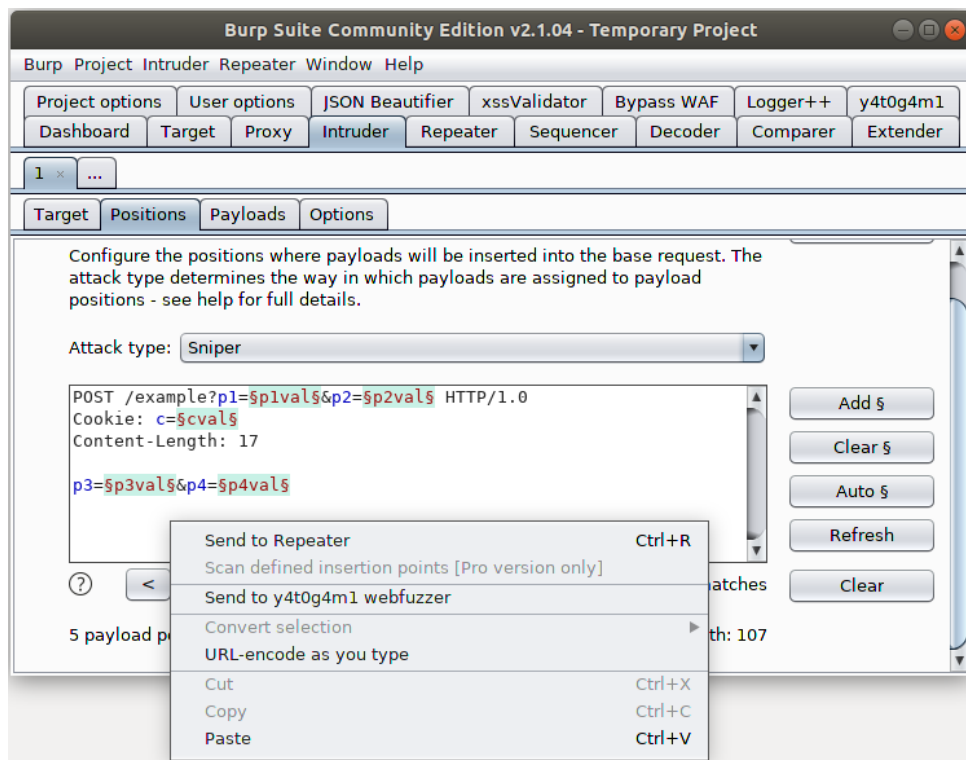 Burp Suite Community Edition v2.1.04 - Temporary Project
Burp Project Intruder Repeater Window Help
Project options User options JSON Beautifier xssValidator Bypass WAF Logger++ y4t0g4m1
Dashboard Target Proxy Intruder Repeater Sequencer Decoder Comparer Extender
1 × ...
Target Positions Payloads Options
Configure the positions where payloads will be inserted into the base request. The
attack type determines the way in which payloads are assigned to payload
positions - see help for full details.
Attack type: Sniper
POST /example?p1=§p1val§&p2=§p2val§ HTTP/1.0
Cookie: c=§cval§
Content-Length: 17
p3=§p3val§&p4=§p4val§
Add §
Clear §
Auto §
Refresh
? < Clear
5 payload
107
Send to Repeater Ctrl+R
Scan defined insertion points [Pro version only]
Send to y4t0g4m1 webfuzzer
Convert selection
URL-encode as you type
Cut Ctrl+X
Copy Ctrl+C
Paste Ctrl+V